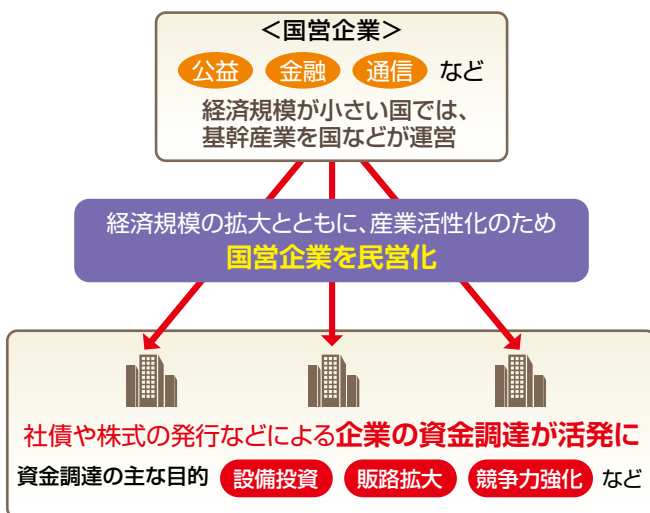 ＜国営企業＞
公益 金融 通信 など
経済規模が小さい国では、
基幹産業を国などが運営
経済規模の拡大とともに、産業活性化のため
国営企業を民営化
社債や株式の発行などによる企業の資金調達が活発に
資金調達の主な目的 設備投資 販路拡大 競争力強化 など